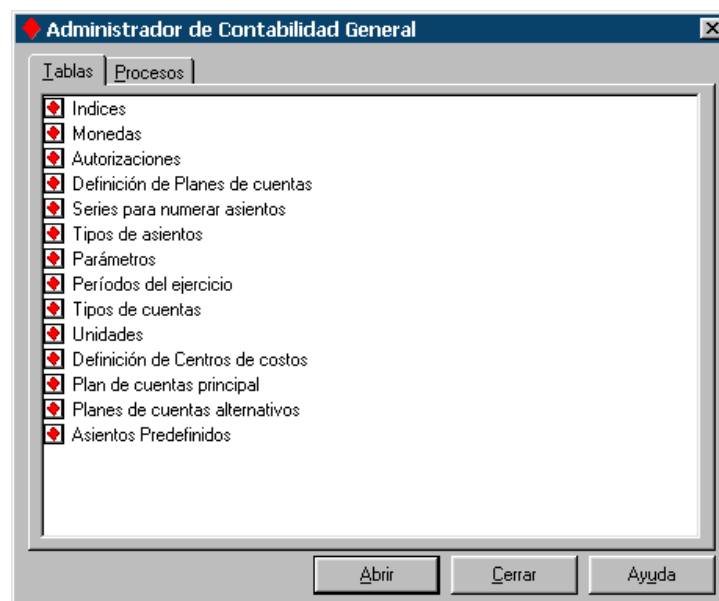 Administrador de Contabilidad General
Tablas Procesos
Indices
Monedas
Autorizaciones
Definición de Planes de cuentas
Series para numerar asientos
Tipos de asientos
Parámetros
Períodos del ejercicio
Tipos de cuentas
Unidades
Definición de Centros de costos
Plan de cuentas principal
Planes de cuentas alternativos
Asientos Predefinidos
Abrir Cerrar Ayuda